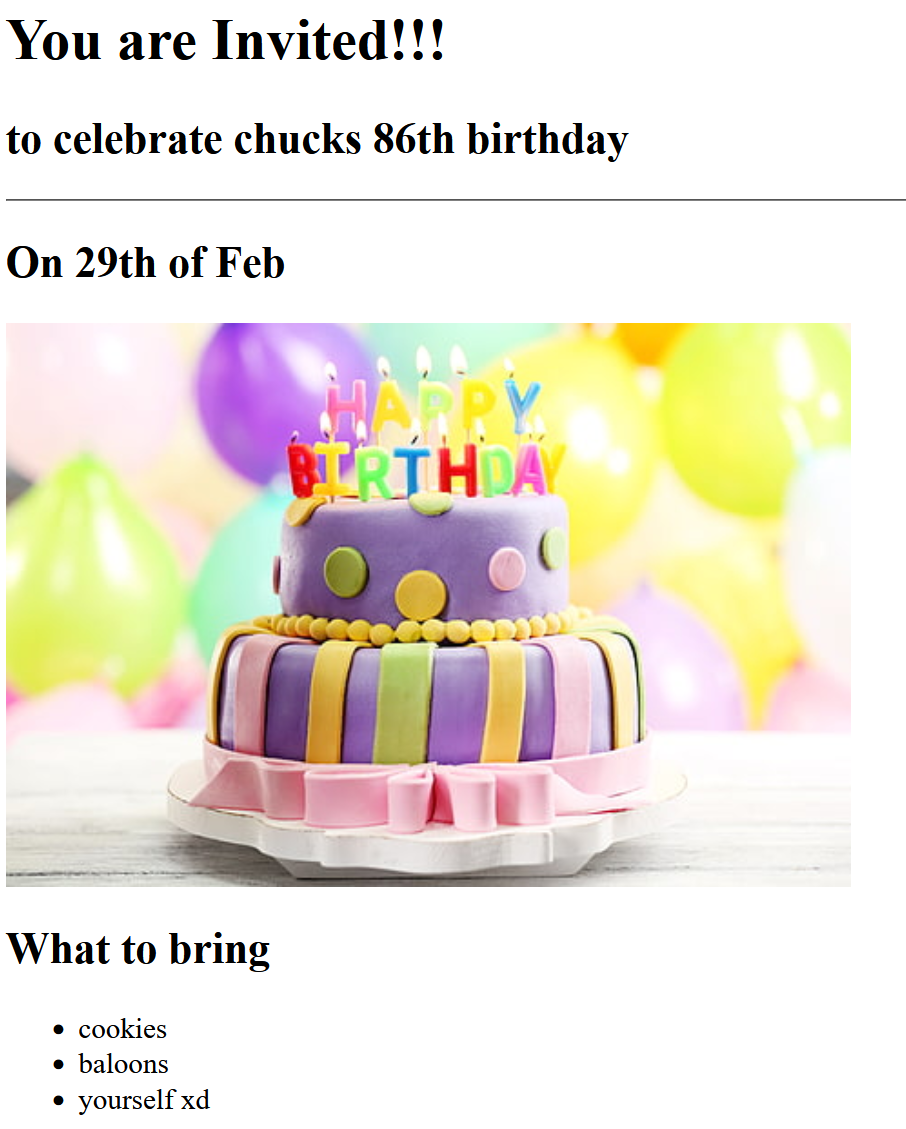 You are Invited!!!
to celebrate chucks 86th birthday
On 29th of Feb
HAPPY
BIRTHDAY
What to bring
cookies
baloons
yourself xd